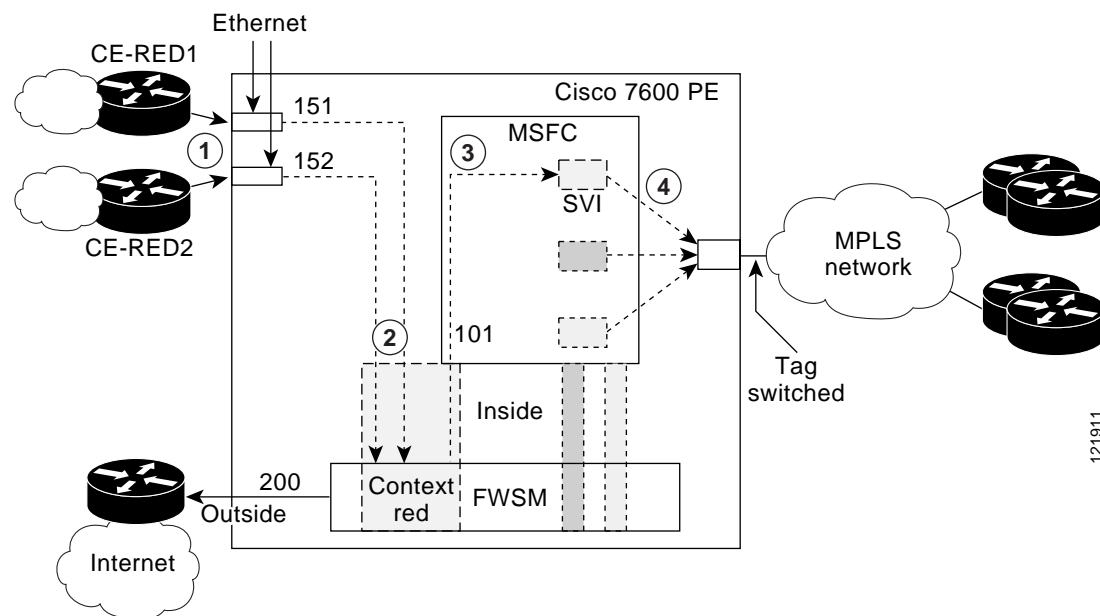 Ethernet
CE-RED1
151
Cisco 7600 PE
MSFC
1
152
3
4
SVI
CE-RED2
MPLS
network
2
101
Tag
switched
Inside
121911
200
Context
red
FWSM
Outside
Internet